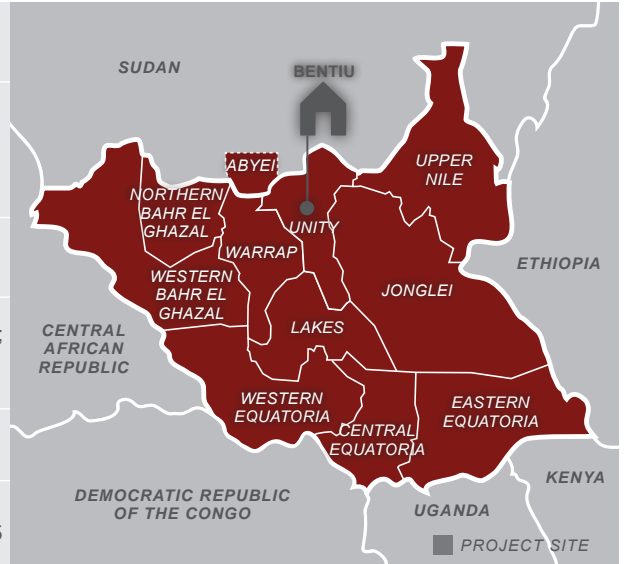 SUDAN
BENTIU
ABYEI
UPPER
NILE
NORTHERN
BAHR EL
GHAZAL
UNITY
WARRAP
ETHIOPIA
WESTERN
BAHR EL
GHAZAL
JONGLEI
LAKES
CENTRAL
AFRICAN
REPUBLIC
WESTERN
EQUATORIA
EASTERN
EQUATORIA
CENTRAL
EQUATORIA
KENYA
DEMOCRATIC REPUBLIC
OF THE CONGO
UGANDA
PROJECT SITE